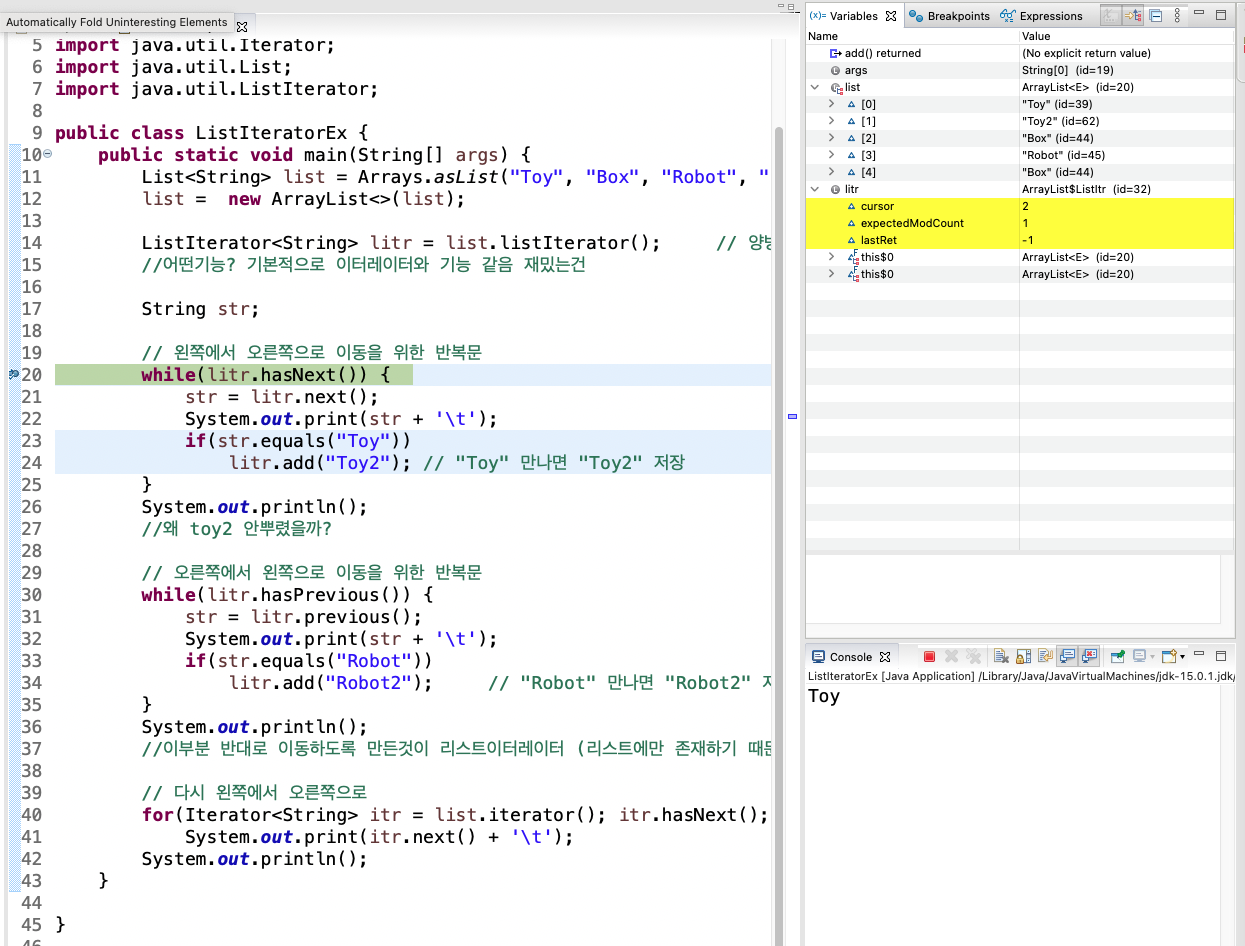 Automatically Fold Uninteresting Elements
5 import java.util.Iterator;
6 import java.util.List;
7 import java.util.ListIterator;
8
9 public class ListIteratorEx {
10 public static void main(String[] args) {
11 List<String> list = Arrays.asList("Toy", "Box", "Robot", "
12 list =  new ArrayList<>(list);
13
14 ListIterator<String> litr = list.listIterator(); // 양방
15 //어떤기능? 기본적으로 이터레이터와 기능 같음 재밌는건
16
17 String str;
18
19 // 왼쪽에서 오른쪽으로 이동을 위한 반복문
20 while(litr.hasNext()) {
21 str = litr.next();
22 System.out.print(str + '\t');
23 if(str.equals("Toy"))
24 litr.add("Toy2"); // "Toy" 만나면 "Toy2" 저장
25 }
26 System.out.println();
27 //왜 toy2 안뿌렸을까?
28
29 // 오른쪽에서 왼쪽으로 이동을 위한 반복문
30 while(litr.hasPrevious()) {
31 str = litr.previous();
32 System.out.print(str + '\t');
33 if(str.equals("Robot"))
34 litr.add("Robot2"); // "Robot" 만나면 "Robot2" 저
35 }
36 System.out.println();
37 //이부분 반대로 이동하도록 만든것이 리스트이터레이터 (리스트에만 존재하기 때문
38
39 // 다시 왼쪽에서 오른쪽으로
40 for(Iterator<String> itr = list.iterator(); itr.hasNext();
41 System.out.print(itr.next() + '\t');
42 System.out.println();
43 }
44
45 }
46
(x)= Variables Breakpoints Expressions
Name Value
add() returned (No explicit return value)
args String[0] (id=19)
list ArrayList<E> (id=20)
[0] "Toy" (id=39)
[1] "Toy2" (id=62)
[2] "Box" (id=44)
[3] "Robot" (id=45)
[4] "Box" (id=44)
litr ArrayList$ListItr (id=32)
cursor 2
expectedModCount 1
lastRet -1
this$0 ArrayList<E> (id=20)
this$0 ArrayList<E> (id=20)
Console
ListIteratorEx [Java Application] /Library/Java/JavaVirtualMachines/jdk-15.0.1.jdk/
Toy